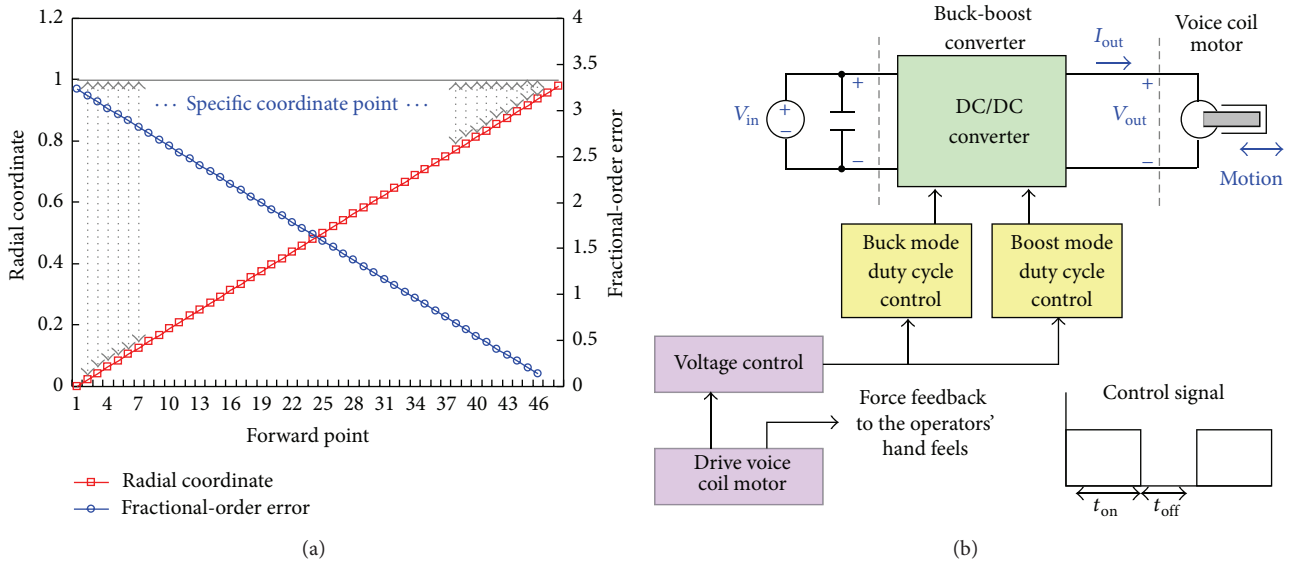 1.2
1
0.8
0.6
0.4
0.2
0
Radial coordinate
4
3.5
3
2.5
2
1.5
1
0.5
0
Fractional-order error
··· Specific coordinate point ···
1 4 7 10 13 16 19 22 25 28 31 34 37 40 43 46
Forward point
Radial coordinate
Fractional-order error
(a)
Buck-boost
converter
Voice coil
motor
I_out
V_in
+
−
+
−
DC/DC
converter
+
V_out
−
Motion
Buck mode
duty cycle
control
Boost mode
duty cycle
control
Voltage control
Force feedback
to the operators'
hand feels
Drive voice
coil motor
Control signal
t_on
t_off
(b)